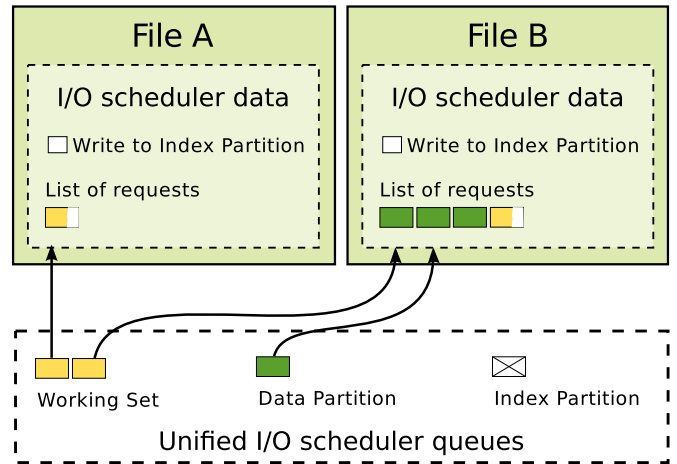 File A
I/O scheduler data
Write to Index Partition
List of requests
File B
I/O scheduler data
Write to Index Partition
List of requests
Working Set
Data Partition
Index Partition
Unified I/O scheduler queues